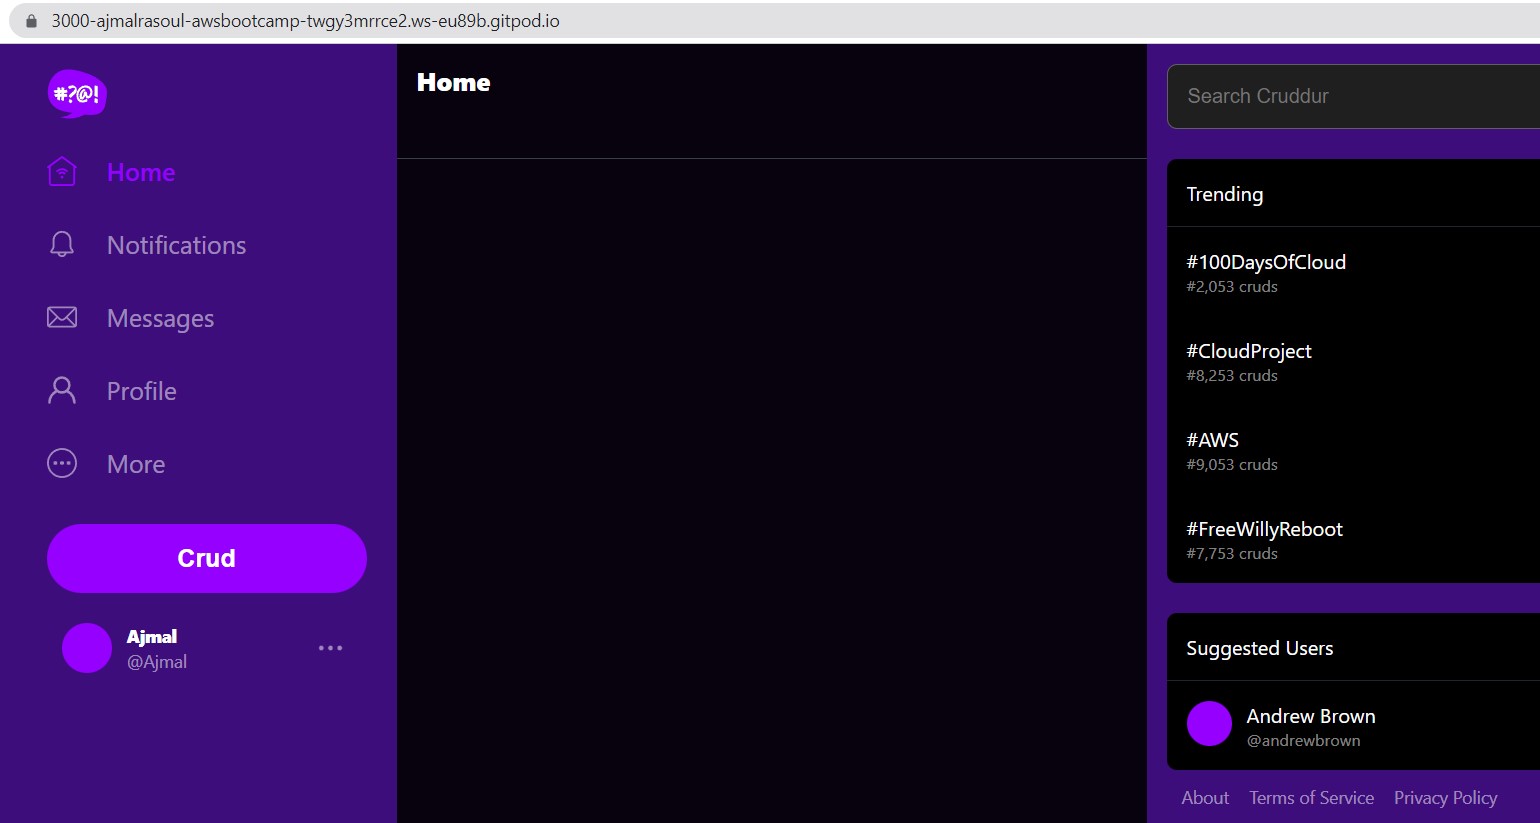 3000-ajmalrasoul-awsbootcamp-twgy3mrrce2.ws-eu89b.gitpod.io
#?@!
Home
Notifications
Messages
Profile
More
Crud
Ajmal
@Ajmal
Home
Search Cruddur
Trending
#100DaysOfCloud
#2,053 cruds
#CloudProject
#8,253 cruds
#AWS
#9,053 cruds
#FreeWillyReboot
#7,753 cruds
Suggested Users
Andrew Brown
@andrewbrown
About Terms of Service Privacy Policy